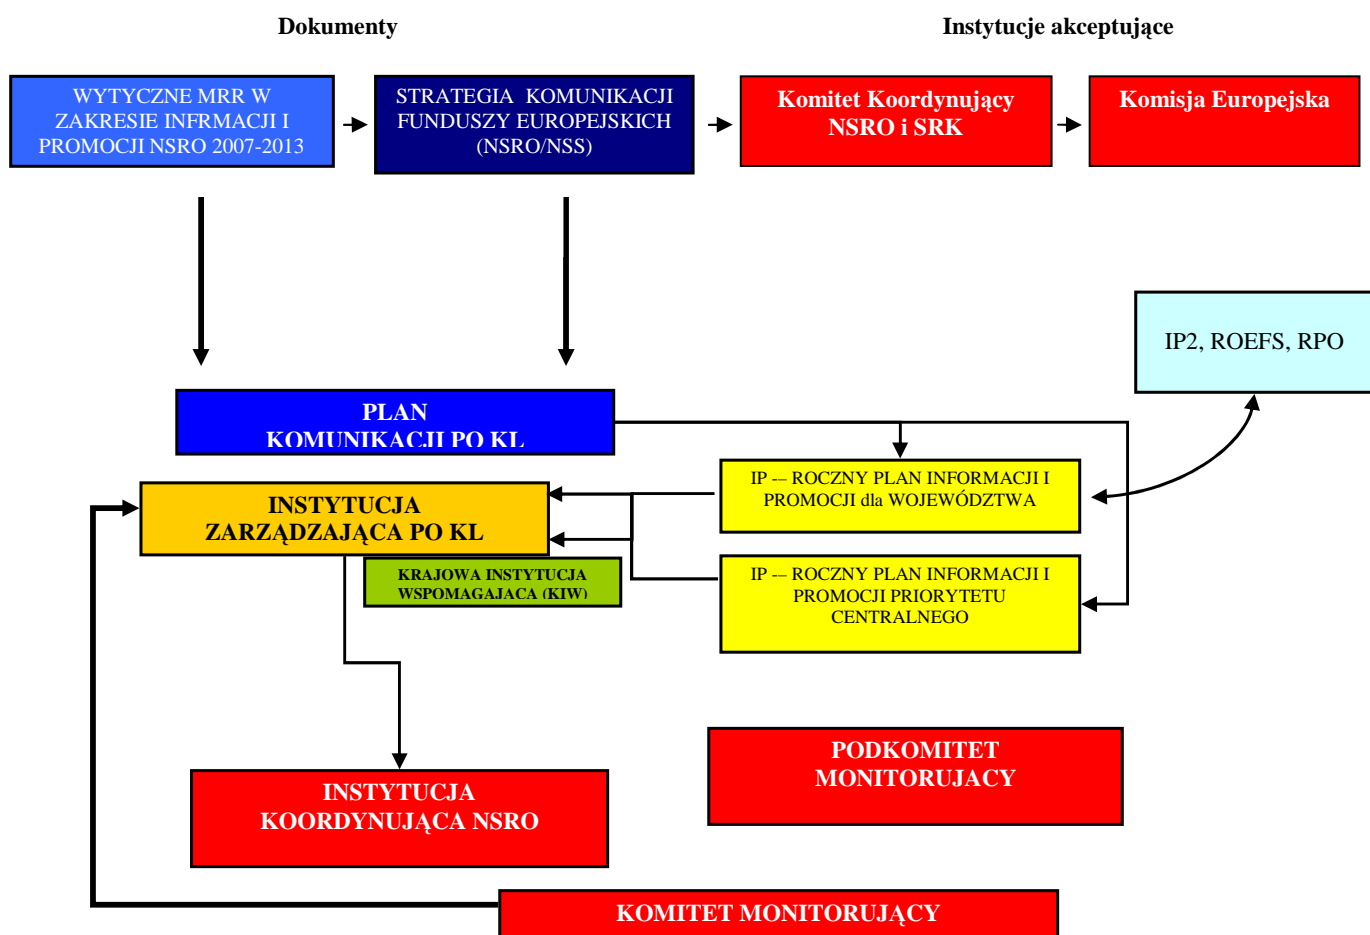 Dokumenty
Instytucje akceptujące
WYTYCZNE MRR W
ZAKRESIE INFRMACJI I
PROMOCJI NSRO 2007-2013
STRATEGIA KOMUNIKACJI
FUNDUSZY EUROPEJSKICH
(NSRO/NSS)
Komitet Koordynujący
NSRO i SRK
Komisja Europejska
IP2, ROEFS, RPO
PLAN
KOMUNIKACJI PO KL
IP -– ROCZNY PLAN INFORMACJI I
PROMOCJI dla WOJEWÓDZTWA
INSTYTUCJA
ZARZĄDZAJĄCA PO KL
KRAJOWA INSTYTUCJA
WSPOMAGAJACA (KIW)
IP -– ROCZNY PLAN INFORMACJI I
PROMOCJI PRIORYTETU
CENTRALNEGO
PODKOMITET
MONITORUJACY
INSTYTUCJA
KOORDYNUJĄCA NSRO
KOMITET MONITORUJĄCY